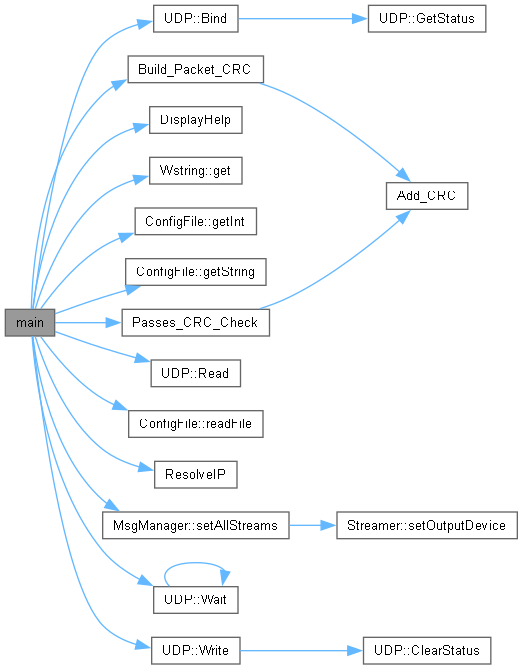 UDP::Bind
UDP::GetStatus
Build_Packet_CRC
DisplayHelp
Wstring::get
Add_CRC
ConfigFile::getInt
ConfigFile::getString
main
Passes_CRC_Check
UDP::Read
ConfigFile::readFile
ResolveIP
MsgManager::setAllStreams
Streamer::setOutputDevice
UDP::Wait
UDP::Write
UDP::ClearStatus